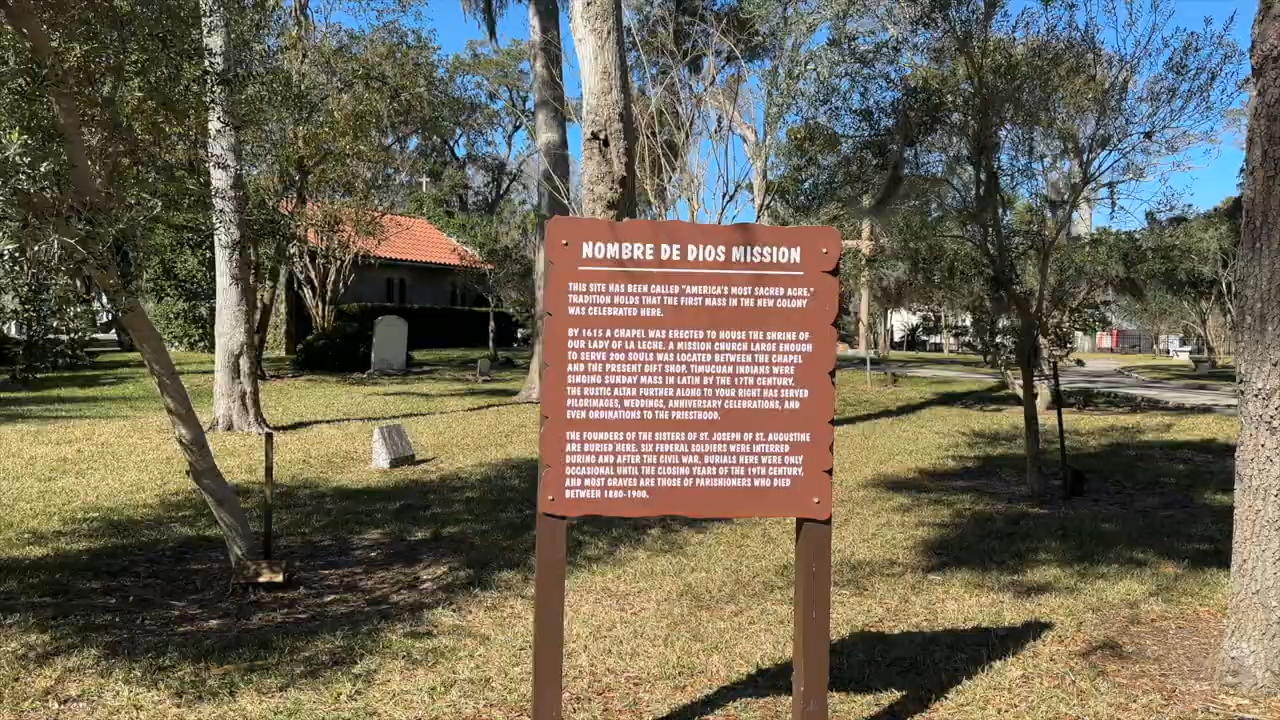 NOMBRE DE DIOS MISSION
THIS SITE HAS BEEN CALLED "AMERICA'S MOST SACRED ACRE."
TRADITION HOLDS THAT THE FIRST MASS IN THE NEW COLONY
WAS CELEBRATED HERE.
BY 1615 A CHAPEL WAS ERECTED TO HOUSE THE SHRINE OF
OUR LADY OF LA LECHE. A MISSION CHURCH LARGE ENOUGH
TO SERVE 200 SOULS WAS LOCATED BETWEEN THE CHAPEL
AND THE PRESENT GIFT SHOP. TIMUCUAN INDIANS WERE
SINGING SUNDAY MASS IN LATIN BY THE 17TH CENTURY.
THE RUSTIC ALTAR FURTHER ALONG TO YOUR RIGHT HAS SERVED
PILGRIMAGES, WEDDINGS, ANNIVERSARY CELEBRATIONS, AND
EVEN ORDINATIONS TO THE PRIESTHOOD.
THE FOUNDERS OF THE SISTERS OF ST. JOSEPH OF ST. AUGUSTINE
ARE BURIED HERE. SIX FEDERAL SOLDIERS WERE INTERRED
DURING AND AFTER THE CIVIL WAR. BURIALS HERE WERE ONLY
OCCASIONAL UNTIL THE CLOSING YEARS OF THE 19TH CENTURY,
AND MOST GRAVES ARE THOSE OF PARISHIONERS WHO DIED
BETWEEN 1880-1900.